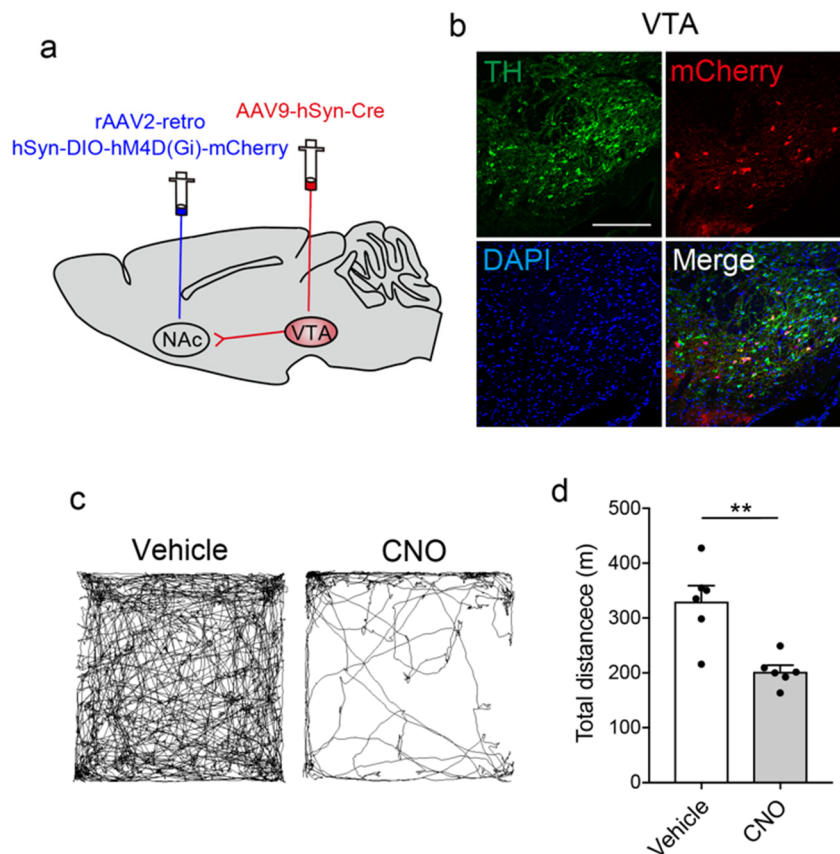 a
rAAV2-retro
hSyn-DIO-hM4D(Gi)-mCherry
AAV9-hSyn-Cre
NAc
VTA
b
VTA
TH
mCherry
DAPI
Merge
c
Vehicle
CNO
d
Total distancece (m)
500
400
300
200
100
0
**
Vehicle
CNO